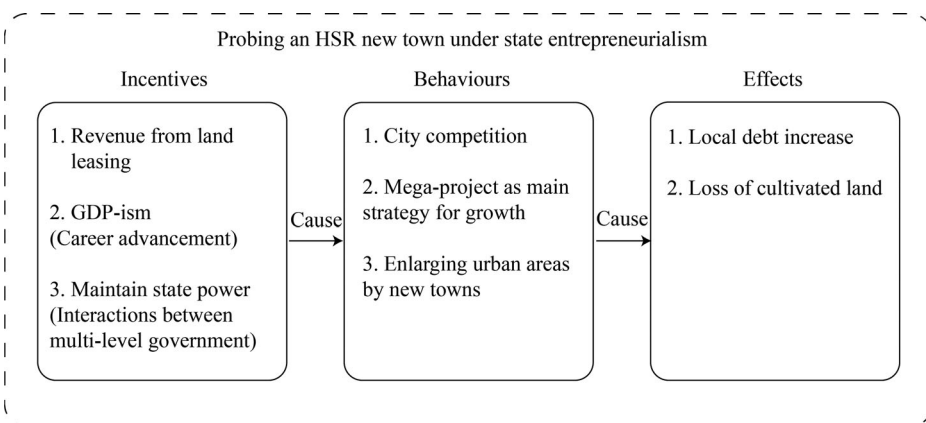 Probing an HSR new town under state entrepreneurialism
Incentives
1. Revenue from land
leasing
2. GDP-ism
(Career advancement)
3. Maintain state power
(Interactions between
multi-level government)
Cause
Behaviours
1. City competition
2. Mega-project as main
strategy for growth
3. Enlarging urban areas
by new towns
Cause
Effects
1. Local debt increase
2. Loss of cultivated land